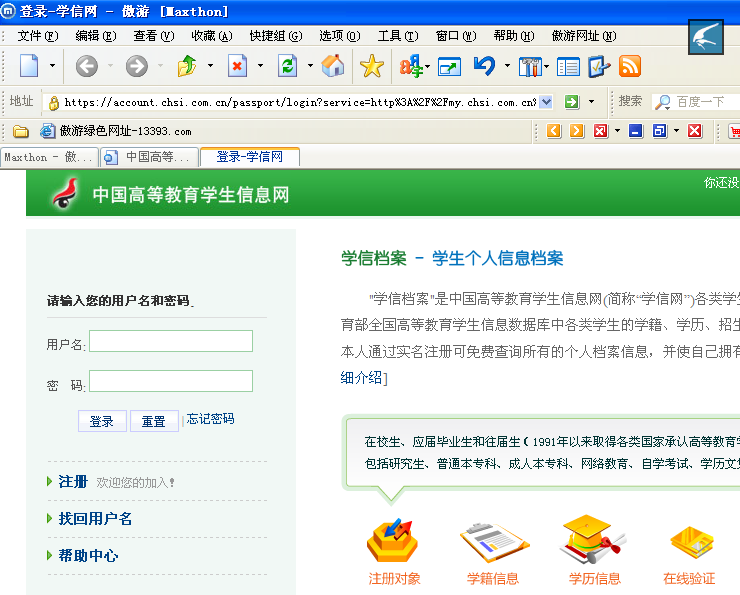 登录-学信网 - 傲游 [Maxthon]
文件(F) 编辑(E) 查看(V) 收藏(A) 快捷组(G) 选项(O) 工具(T) 窗口(W) 帮助(H) 傲游网址(N)
地址 https://account.chsi.com.cn/passport/login?service=http%3A%2F%2Fmy.chsi.com.cn% 搜索 百度一下
傲游绿色网址-13393.com
Maxthon - 傲... 中国高等... 登录-学信网
中国高等教育学生信息网 你还没
学信档案 - 学生个人信息档案
"学信档案"是中国高等教育学生信息网(简称“学信网”)各类学生
育部全国高等教育学生信息数据库中各类学生的学籍、学历、招生
本人通过实名注册可免费查询所有的个人档案信息，并使自己拥有
细介绍]
请输入您的用户名和密码。
用户名:
密 码:
登录 重置 | 忘记密码
注册 欢迎您的加入!
找回用户名
帮助中心
在校生、应届毕业生和往届生（1991年以来取得各类国家承认高等教育学
包括研究生、普通本专科、成人本专科、网络教育、自学考试、学历文凭
注册对象 学籍信息 学历信息 在线验证